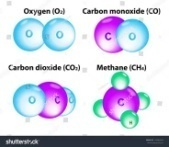 Oxygen (O₂)
Carbon monoxide (CO)
O O
C O
Carbon dioxide (CO₂)
Methane (CH₄)
O C O
H
H C H
H
shutterstock